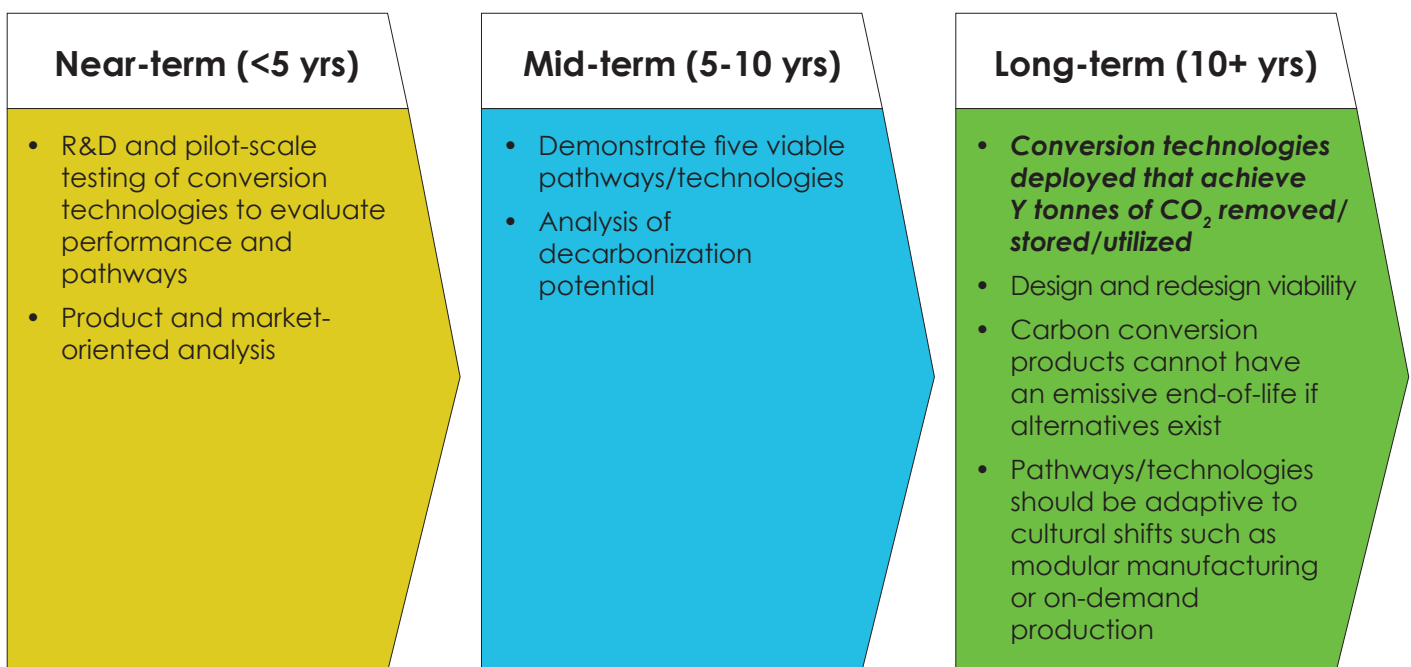 Near-term (<5 yrs)
• R&D and pilot-scale
testing of conversion
technologies to evaluate
performance and
pathways
• Product and market-
oriented analysis
Mid-term (5-10 yrs)
• Demonstrate five viable
pathways/technologies
• Analysis of
decarbonization
potential
Long-term (10+ yrs)
• Conversion technologies
deployed that achieve
Y tonnes of CO₂ removed/
stored/utilized
• Design and redesign viability
• Carbon conversion
products cannot have
an emissive end-of-life if
alternatives exist
• Pathways/technologies
should be adaptive to
cultural shifts such as
modular manufacturing
or on-demand
production